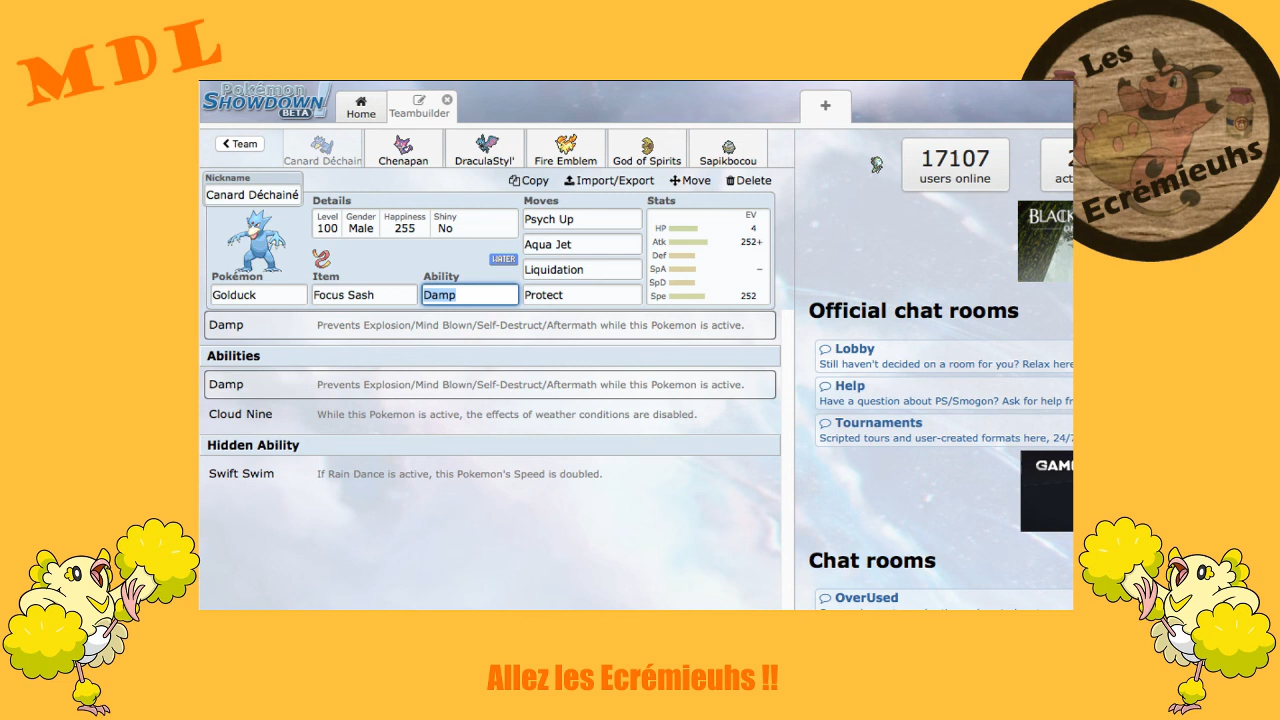 MDL
Les
Ecrémieuhs
Pokémon
SHOWDOWN!
BETA
Home
Teambuilder
+
Team
Canard Déchain
Chenapan
DraculaStyl'
Fire Emblem
God of Spirits
Sapikbocou
17107
users online
Copy
Import/Export
Move
Delete
Nickname
Canard Déchainé
Details
Moves
Stats
Level
100
Gender
Male
Happiness
255
Shiny
No
Psych Up
Aqua Jet
Liquidation
Protect
EV
HP 4
Atk 252+
Def
SpA –
SpD
Spe 252
WATER
Pokémon
Golduck
Item
Focus Sash
Ability
Damp
Damp Prevents Explosion/Mind Blown/Self-Destruct/Aftermath while this Pokemon is active.
Abilities
Damp Prevents Explosion/Mind Blown/Self-Destruct/Aftermath while this Pokemon is active.
Cloud Nine While this Pokemon is active, the effects of weather conditions are disabled.
Hidden Ability
Swift Swim If Rain Dance is active, this Pokemon's Speed is doubled.
BLACK
Official chat rooms
Lobby
Still haven't decided on a room for you? Relax here
Help
Have a question about PS/Smogon? Ask for help fr
Tournaments
Scripted tours and user-created formats here, 24/7
GAM
Chat rooms
OverUsed
Allez les Ecrémieuhs !!